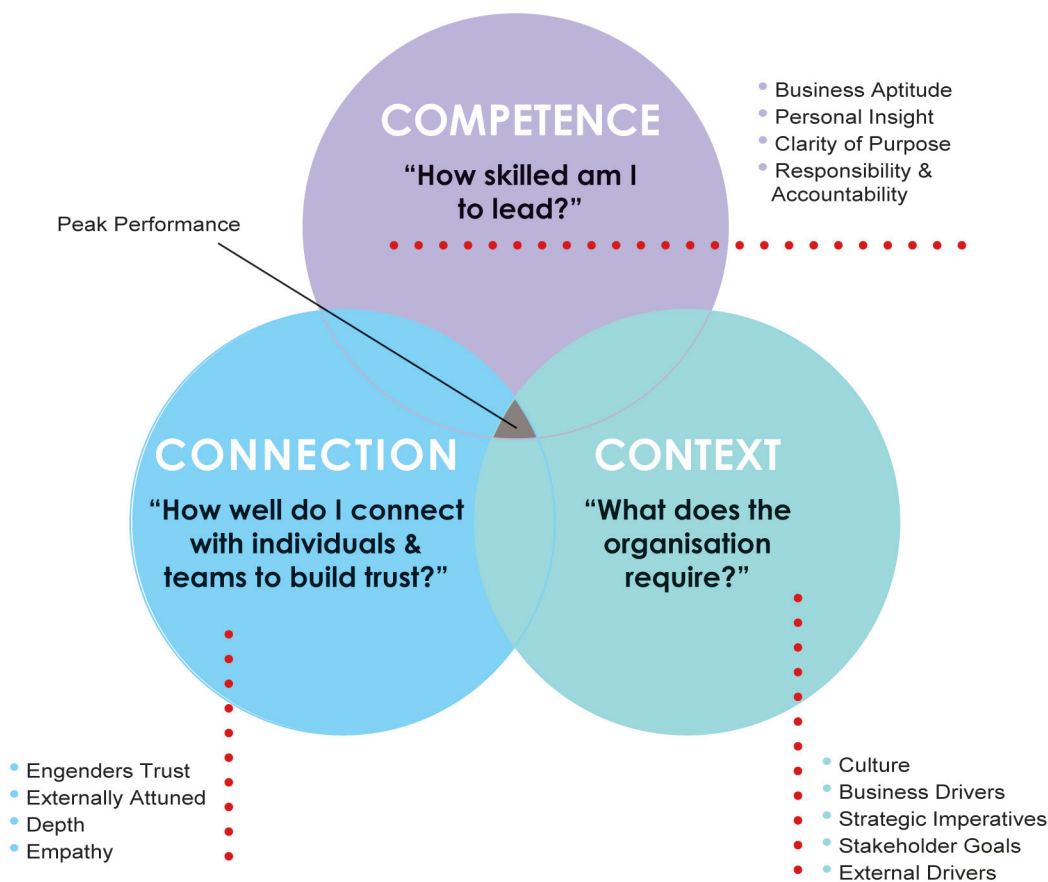 COMPETENCE
“How skilled am I
to lead?”
• Business Aptitude
• Personal Insight
• Clarity of Purpose
• Responsibility &
Accountability
Peak Performance
CONNECTION
“How well do I connect
with individuals &
teams to build trust?”
CONTEXT
“What does the
organisation
require?”
• Engenders Trust
• Externally Attuned
• Depth
• Empathy
• Culture
• Business Drivers
• Strategic Imperatives
• Stakeholder Goals
• External Drivers